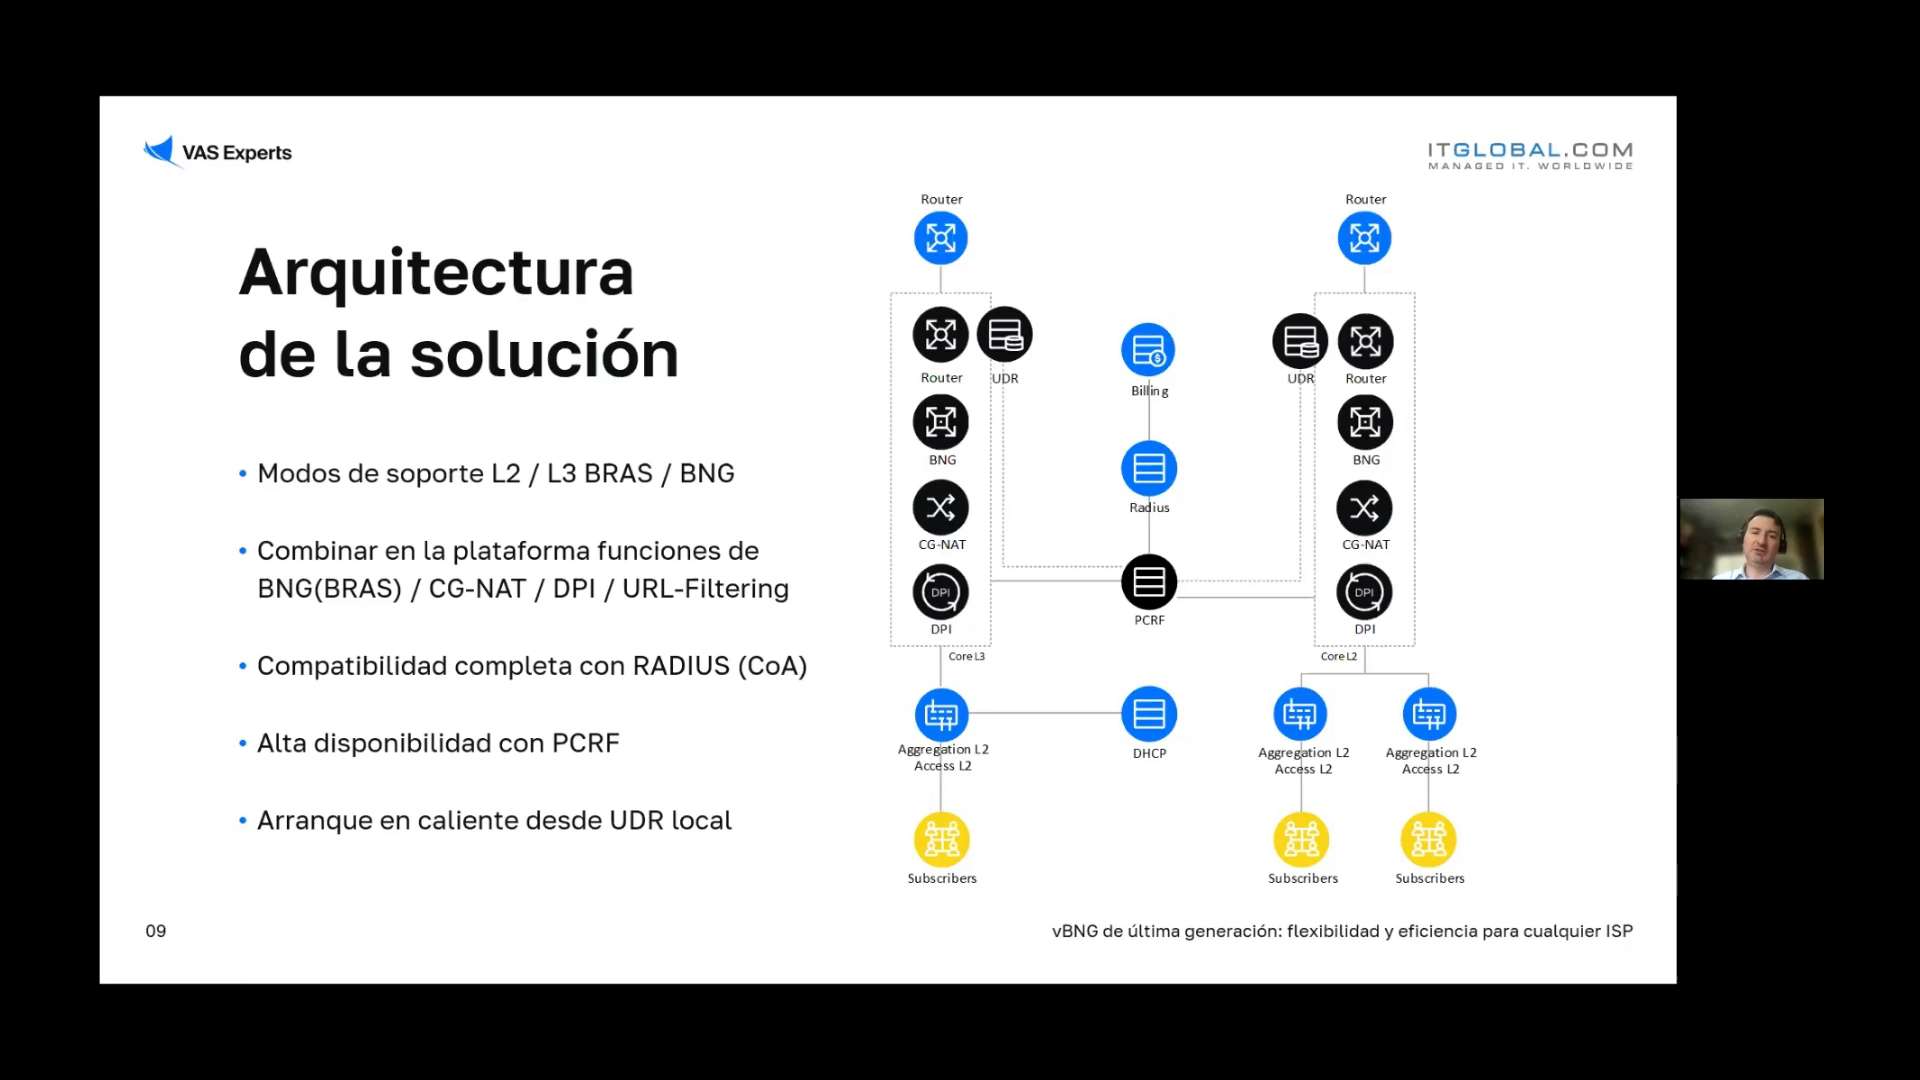 VAS Experts
ITGLOBAL.COM
MANAGED IT. WORLDWIDE
Arquitectura
de la solución
• Modos de soporte L2 / L3 BRAS / BNG
• Combinar en la plataforma funciones de
BNG(BRAS) / CG-NAT / DPI / URL-Filtering
• Compatibilidad completa con RADIUS (CoA)
• Alta disponibilidad con PCRF
• Arranque en caliente desde UDR local
Router
Router
UDR
BNG
CG-NAT
DPI
DPI
Core L3
Aggregation L2
Access L2
Subscribers
Billing
Radius
PCRF
DHCP
Router
UDR
Router
BNG
CG-NAT
DPI
DPI
Core L2
Aggregation L2
Access L2
Aggregation L2
Access L2
Subscribers
Subscribers
09
vBNG de última generación: flexibilidad y eficiencia para cualquier ISP